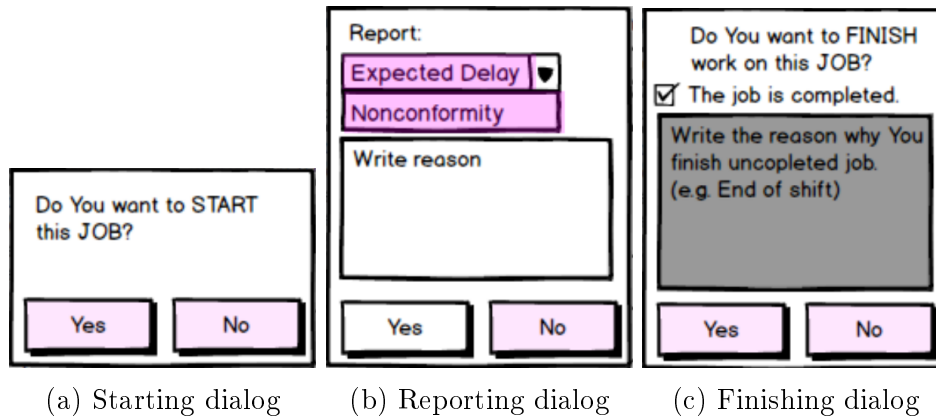 Do You want to START
this JOB?
Yes No
(a) Starting dialog
Report:
Expected Delay
Nonconformity
Write reason
Yes No
(b) Reporting dialog
Do You want to FINISH
work on this JOB?
The job is completed.
Write the reason why You
finish uncopleted job.
(e.g. End of shift)
Yes No
(c) Finishing dialog